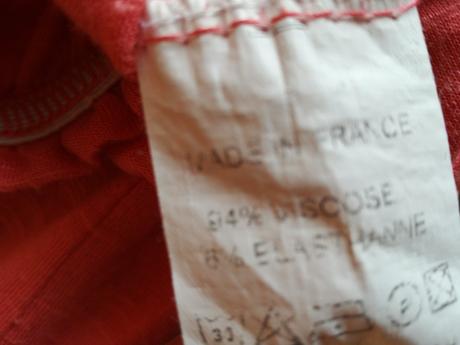 MADE IN FRANCE
94% VISCOSE
6% ELASTHANNE
P